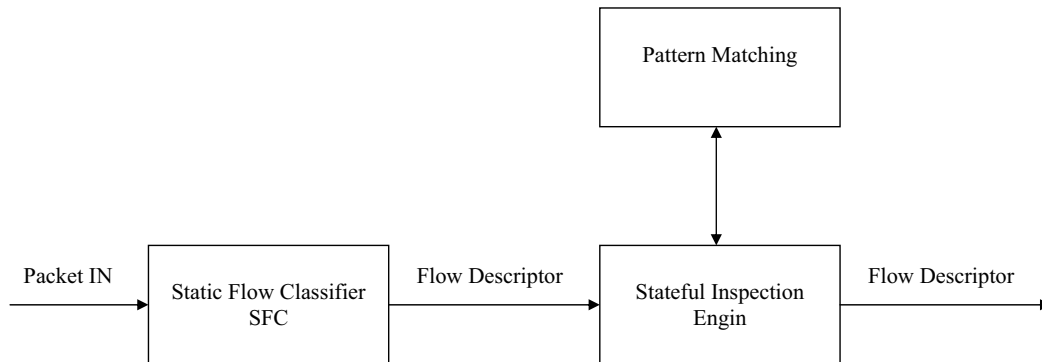 Pattern Matching
Packet IN
Static Flow Classifier
SFC
Flow Descriptor
Stateful Inspection
Engin
Flow Descriptor